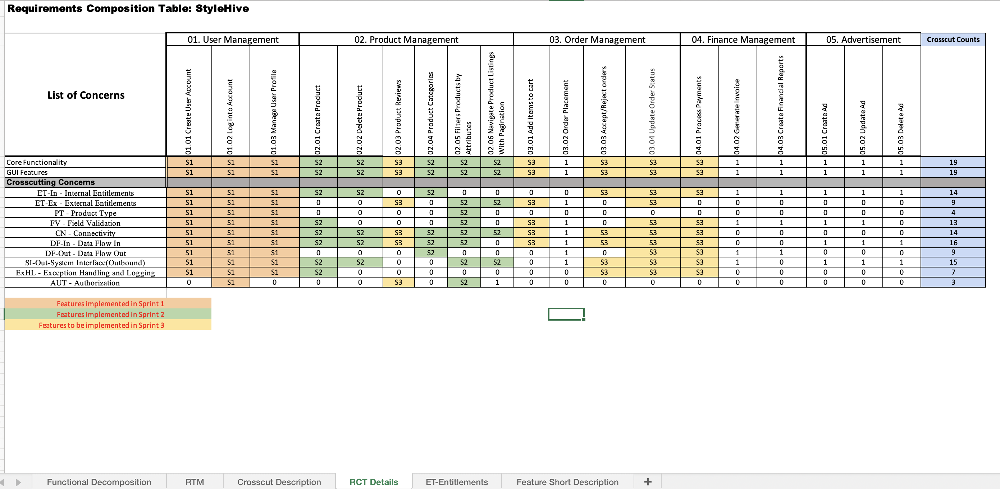 Requirements Composition Table: StyleHive
List of Concerns
01. User Management 02. Product Management 03. Order Management 04. Finance Management 05. Advertisement Crosscut Counts
01.01 Create User Account
01.02 Log into Account
01.03 Manage User Profile
02.01 Create Product
02.02 Delete Product
02.03 Product Reviews
02.04 Product Categories
02.05 Filters Products by
Attributes
02.06 Navigate Product Listings
With Pagination
03.01 Add items to cart
03.02 Order Placement
03.03 Accept/Reject orders
03.04 Update Order Status
04.01 Process Payments
04.02 Generate Invoice
04.03 Create Financial Reports
05.01 Create Ad
05.02 Update Ad
05.03 Delete Ad
Core Functionality S1 S1 S1 S2 S2 S3 S2 S2 S2 S3 1 S3 S3 S3 1 1 1 1 1 19
GUI Features S1 S1 S1 S2 S2 S3 S2 S2 S2 S3 1 S3 S3 S3 1 1 1 1 1 19
Crosscutting Concerns
ET-In - Internal Entitlements S1 S1 S1 S2 S2 0 S2 0 0 0 0 S3 S3 S3 1 1 1 1 1 14
ET-Ex - External Entitlements S1 S1 S1 0 0 S3 0 S2 S2 S3 1 0 S3 0 0 0 0 0 0 9
PT - Product Type S1 S1 S1 0 0 0 0 S2 0 0 0 0 0 0 0 0 0 0 0 4
FV - Field Validation S1 S1 S1 S2 0 0 0 S2 0 S3 1 0 S3 S3 1 1 1 1 0 13
CN - Connectivity S1 S1 S1 S2 S2 S3 S2 S2 S2 S3 1 S3 S3 S3 0 0 0 0 0 14
DF-In - Data Flow In S1 S1 S1 S2 S2 S3 S2 S2 0 S3 1 S3 S3 S3 0 0 1 1 1 16
DF-Out - Data Flow Out S1 S1 S1 0 0 0 S2 0 0 0 1 0 S3 S3 1 1 0 0 0 9
SI-Out-System Interface(Outbound) S1 S1 S1 S2 S2 0 0 S2 S2 0 1 S3 S3 S3 1 0 1 1 1 15
ExHL - Exception Handling and Logging S1 S1 S1 S2 0 0 0 0 0 0 0 S3 S3 S3 0 0 0 0 0 7
AUT - Authorization 0 S1 0 0 0 S3 0 S2 1 0 0 0 0 0 0 0 0 0 0 3
Features implemented in Sprint 1
Features implemented in Sprint 2
Features to be implemented in Sprint 3
Functional Decomposition RTM Crosscut Description RCT Details ET-Entitlements Feature Short Description +